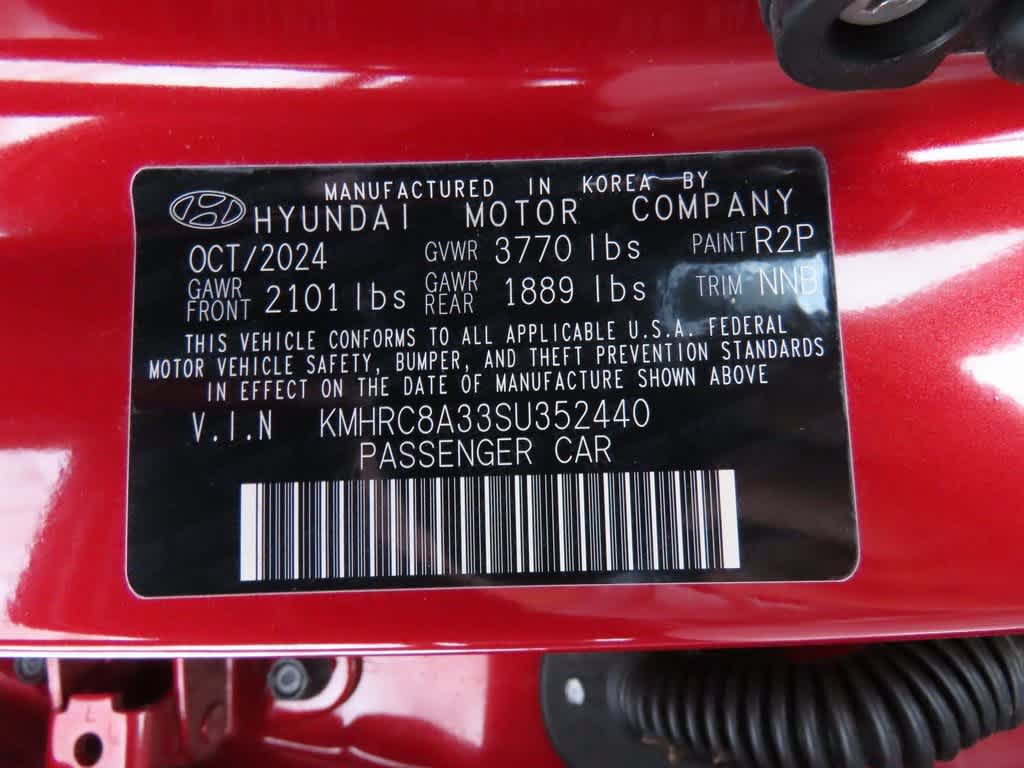 MANUFACTURED IN KOREA BY
HYUNDAI MOTOR COMPANY
OCT/2024 GVWR 3770 lbs PAINT R2P
GAWR FRONT 2101 lbs GAWR REAR 1889 lbs TRIM NNB
THIS VEHICLE CONFORMS TO ALL APPLICABLE U.S.A. FEDERAL
MOTOR VEHICLE SAFETY, BUMPER, AND THEFT PREVENTION STANDARDS
IN EFFECT ON THE DATE OF MANUFACTURE SHOWN ABOVE
V.I.N KMHRC8A33SU352440
PASSENGER CAR
L